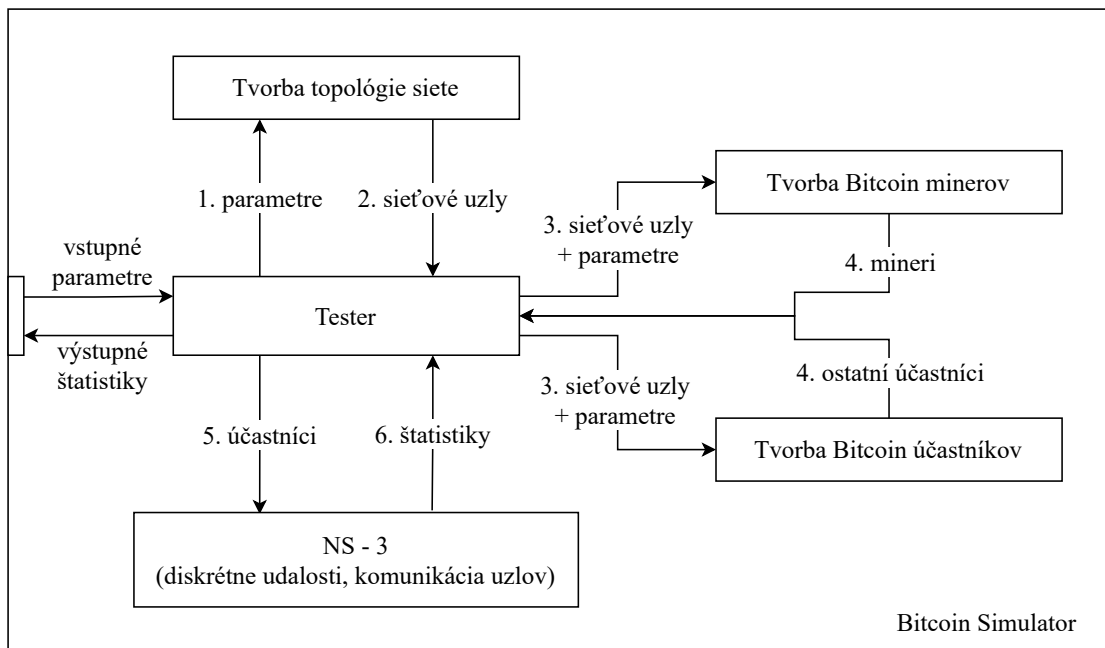 Tvorba topológie siete
1. parametre
2. sieťové uzly
Tvorba Bitcoin minerov
3. sieťové uzly
+ parametre
4. mineri
vstupné
parametre
Tester
výstupné
štatistiky
3. sieťové uzly
+ parametre
4. ostatní účastníci
5. účastníci
6. štatistiky
Tvorba Bitcoin účastníkov
NS - 3
(diskrétne udalosti, komunikácia uzlov)
Bitcoin Simulator